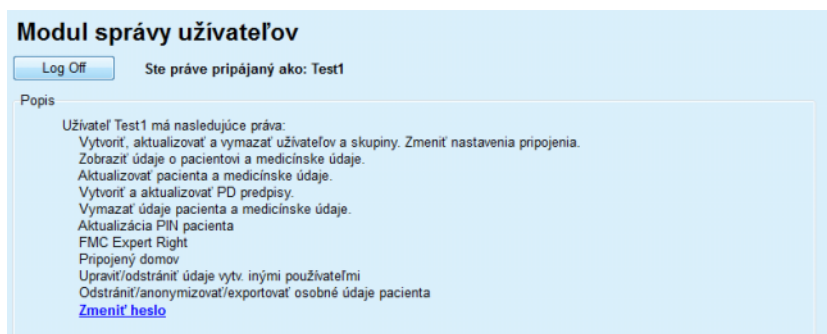 Modul správy užívateľov
Log Off Ste práve pripájaný ako: Test1
Popis
Užívateľ Test1 má nasledujúce práva:
Vytvoriť, aktualizovať a vymazať užívateľov a skupiny. Zmeniť nastavenia pripojenia.
Zobraziť údaje o pacientovi a medicínske údaje.
Aktualizovať pacienta a medicínske údaje.
Vytvoriť a aktualizovať PD predpisy.
Vymazať údaje pacienta a medicínske údaje.
Aktualizácia PIN pacienta
FMC Expert Right
Pripojený domov
Upraviť/odstrániť údaje vytv. inými používateľmi
Odstrániť/anonymizovať/exportovať osobné údaje pacienta
Zmeniť heslo